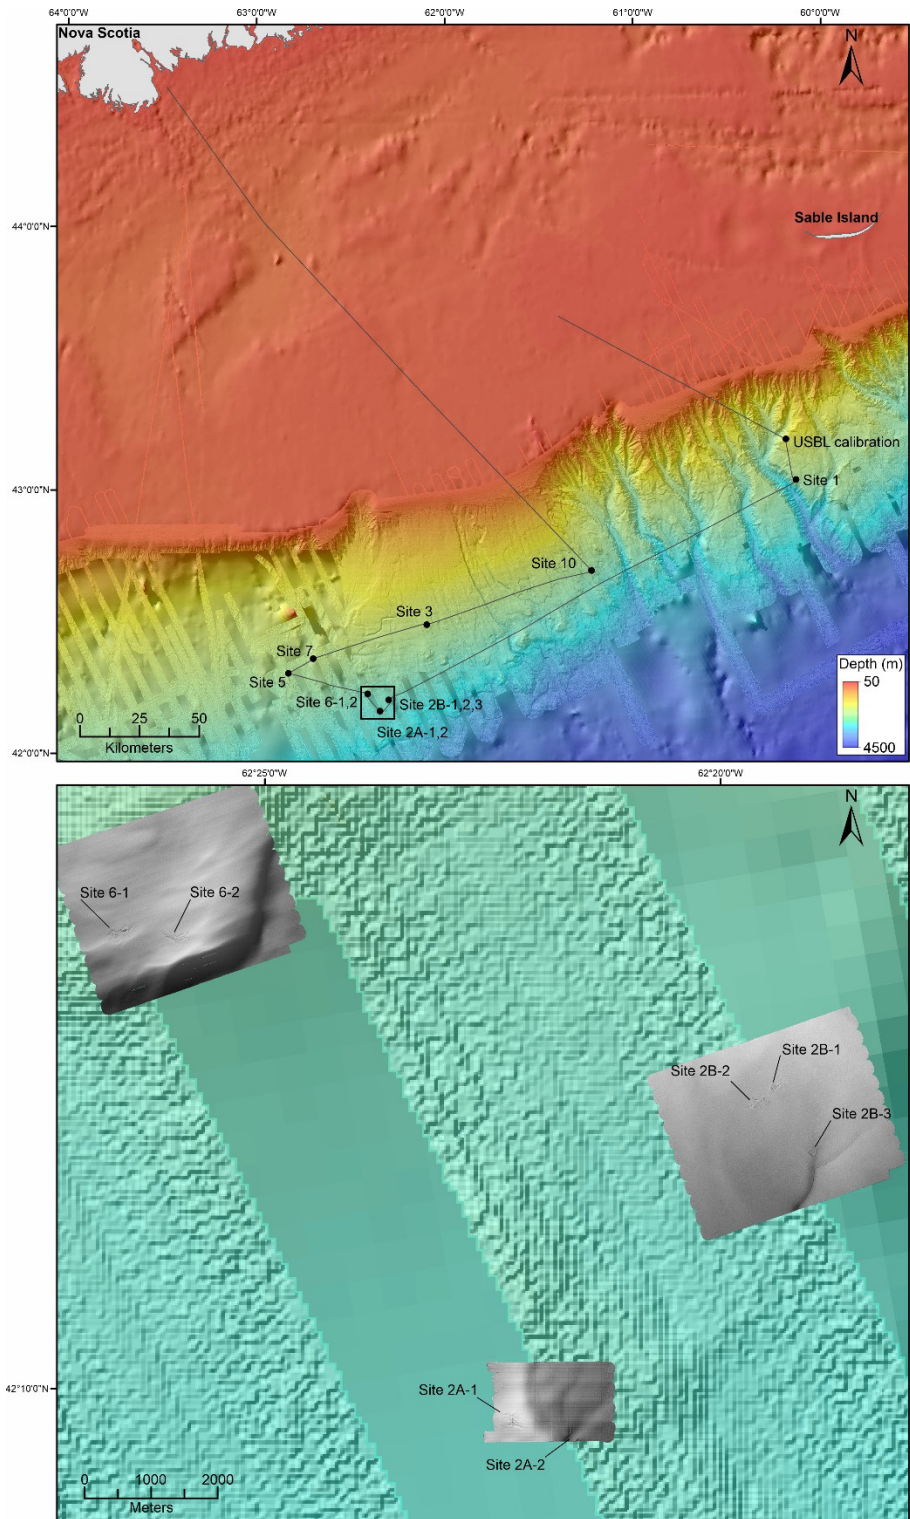 64°0'0"W
63°0'0"W
62°0'0"W
61°0'0"W
60°0'0"W
Nova Scotia
N
44°0'0"N
Sable Island
USBL calibration
43°0'0"N
Site 1
Site 10
Site 3
Site 7
Site 5
Site 6-1,2
Site 2B-1,2,3
Site 2A-1,2
Depth (m)
50
4500
0 25 50
Kilometers
42°0'0"N
62°25'0"W
62°20'0"W
N
Site 6-1
Site 6-2
Site 2B-1
Site 2B-2
Site 2B-3
42°10'0"N
Site 2A-1
Site 2A-2
0 1000 2000
Meters